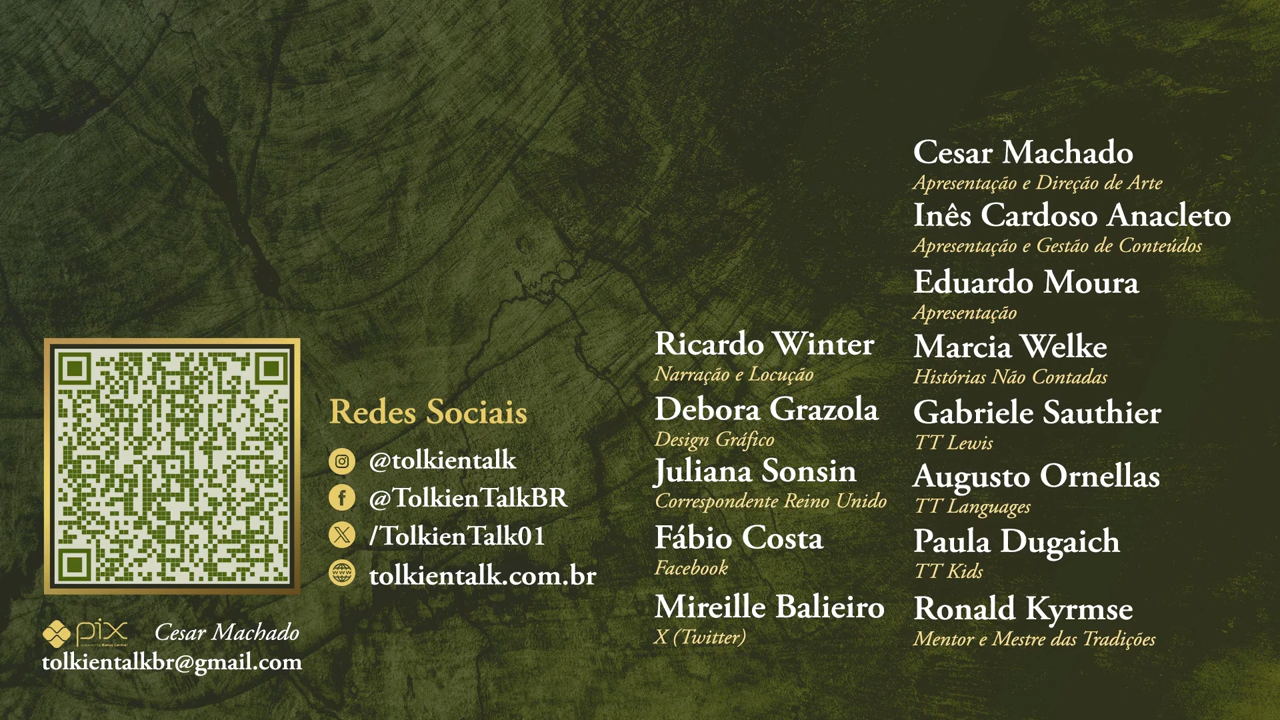 pix
Cesar Machado
tolkientalkbr@gmail.com
Redes Sociais
@tolkientalk
@TolkienTalkBR
/TolkienTalk01
tolkientalk.com.br
Ricardo Winter
Narração e Locução
Debora Grazola
Design Gráfico
Juliana Sonsin
Correspondente Reino Unido
Fábio Costa
Facebook
Mireille Balieiro
X (Twitter)
Cesar Machado
Apresentação e Direção de Arte
Inês Cardoso Anacleto
Apresentação e Gestão de Conteúdos
Eduardo Moura
Apresentação
Marcia Welke
Histórias Não Contadas
Gabriele Sauthier
TT Lewis
Augusto Ornellas
TT Languages
Paula Dugaich
TT Kids
Ronald Kyrmse
Mentor e Mestre das Tradições